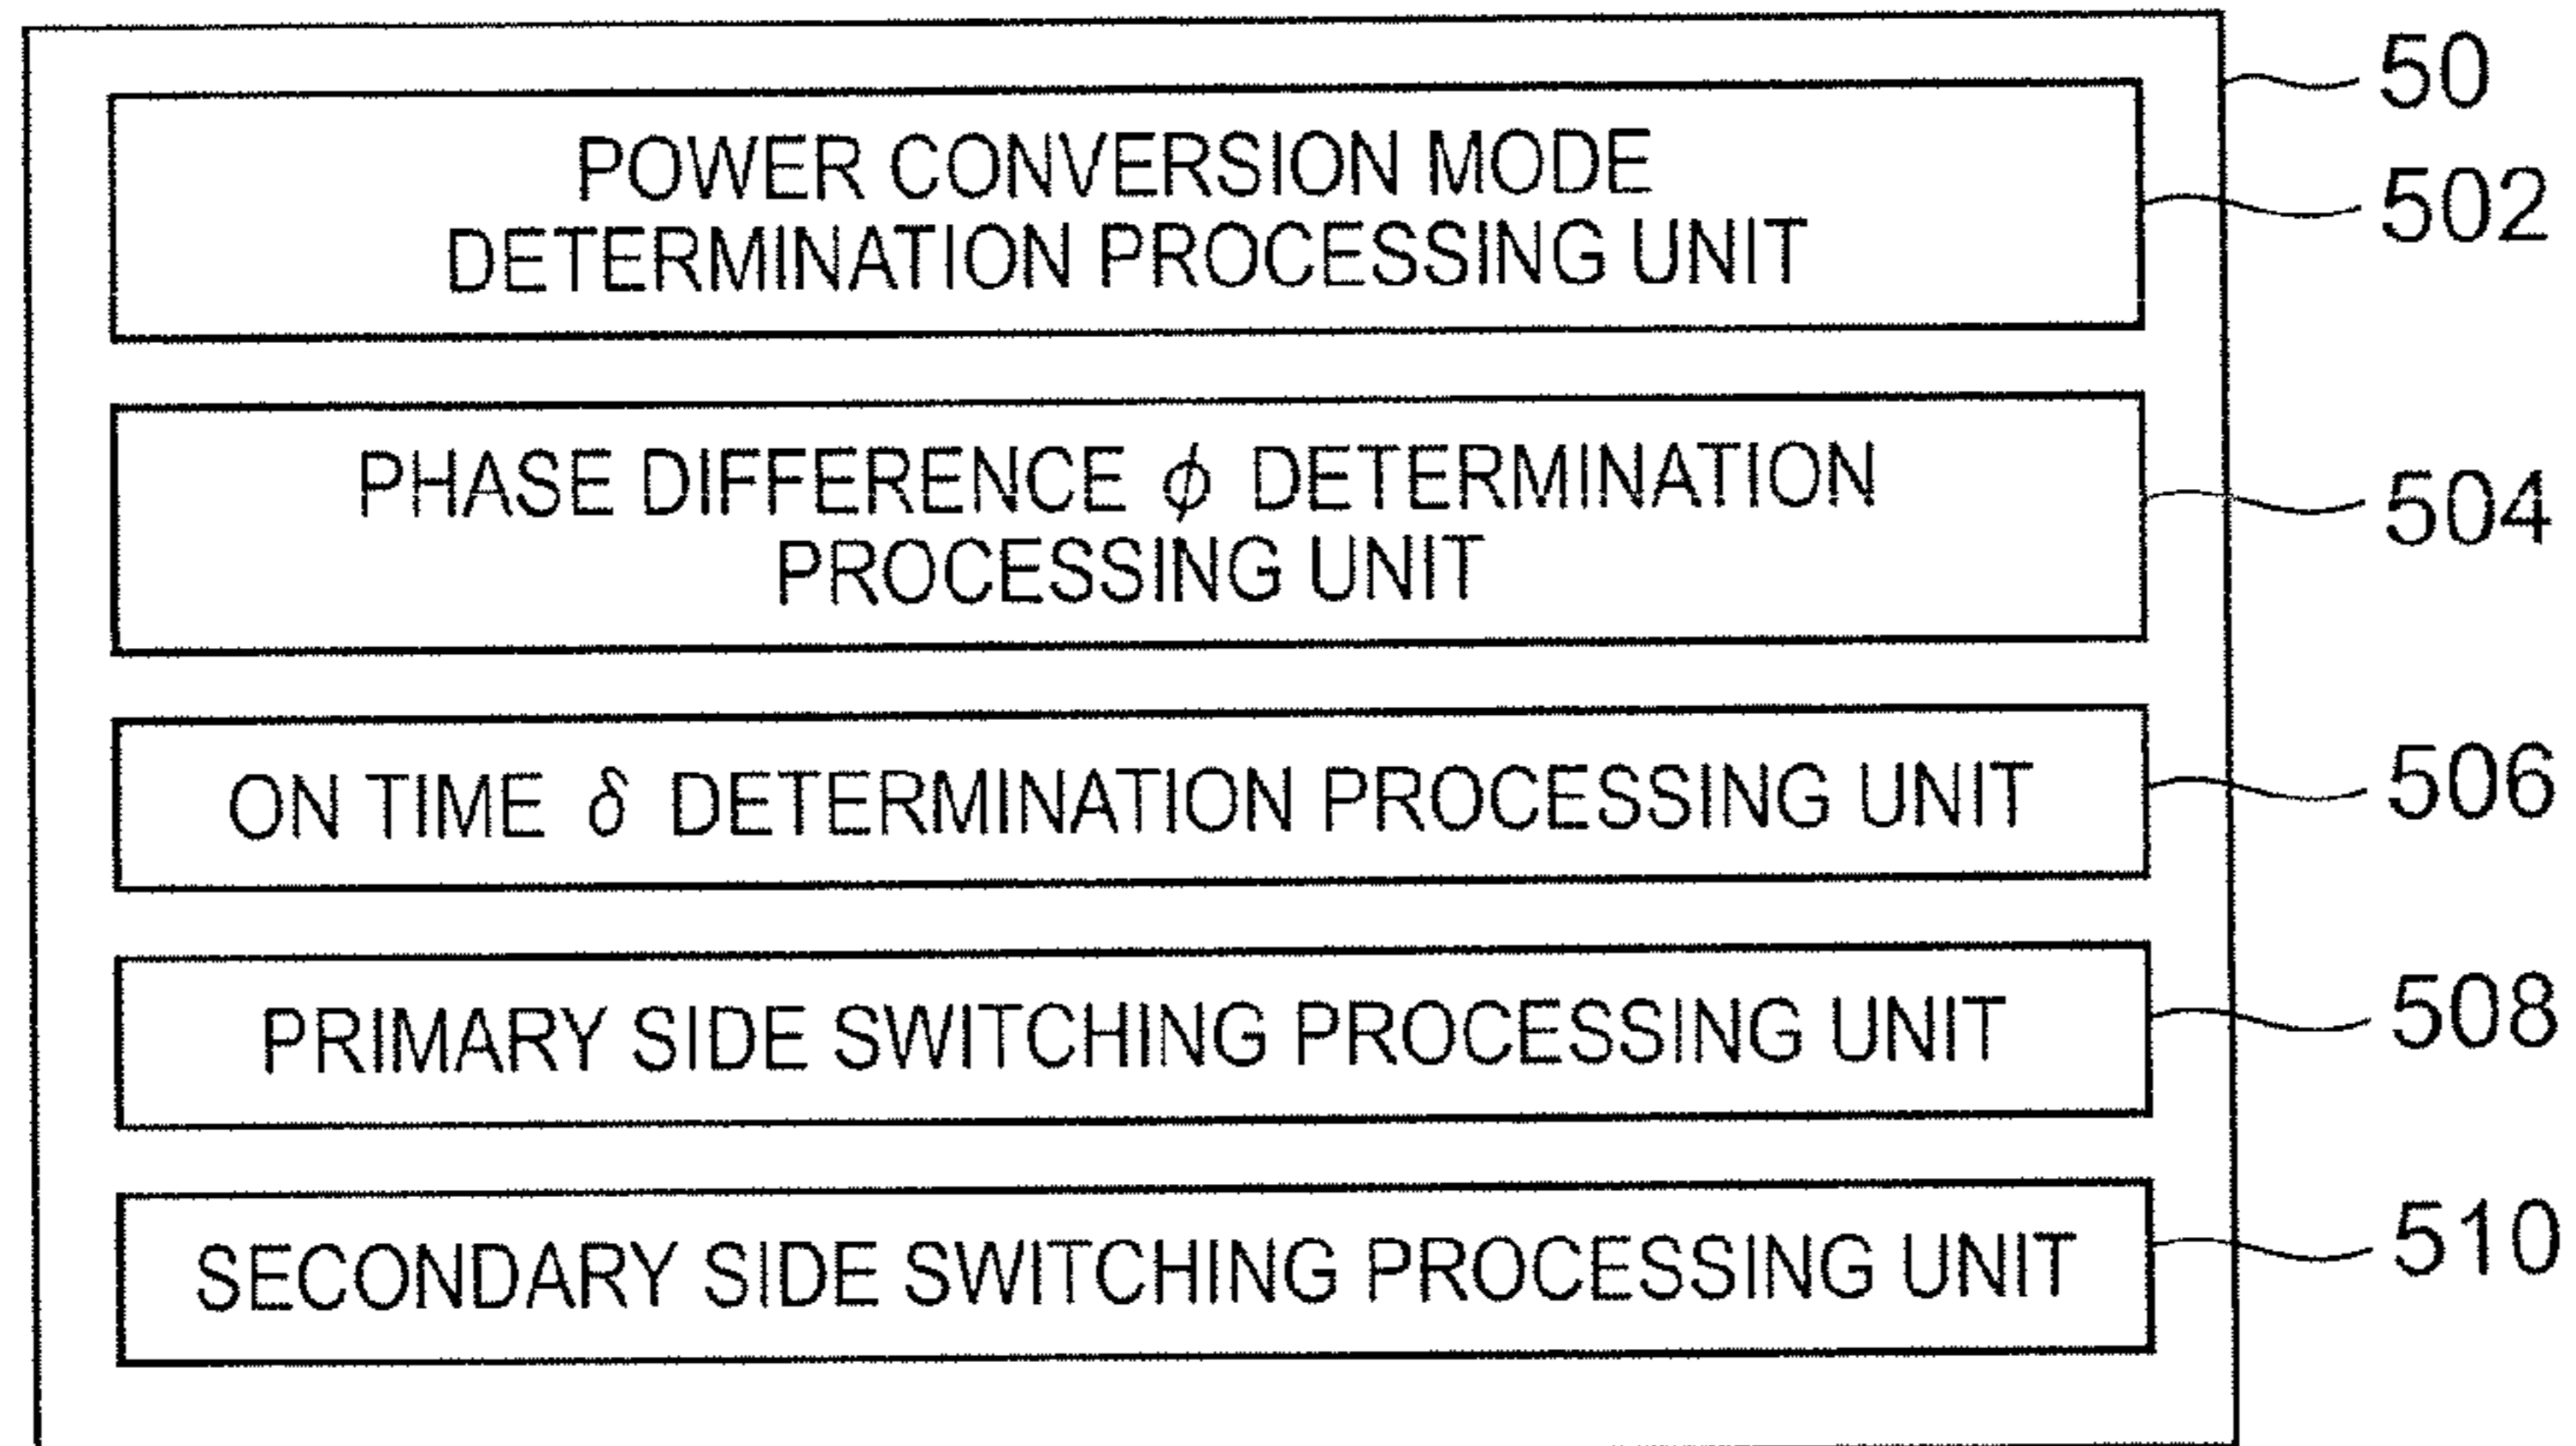 50
POWER CONVERSION MODE
DETERMINATION PROCESSING UNIT
502
PHASE DIFFERENCE ϕ DETERMINATION
PROCESSING UNIT
504
ON TIME δ DETERMINATION PROCESSING UNIT
506
PRIMARY SIDE SWITCHING PROCESSING UNIT
508
SECONDARY SIDE SWITCHING PROCESSING UNIT
510